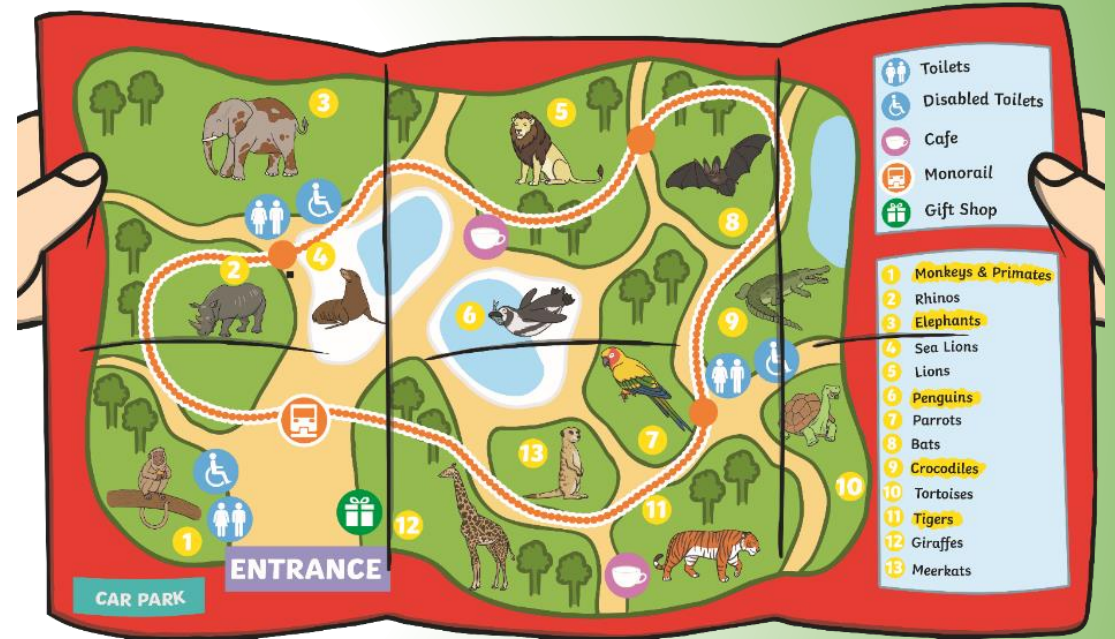 3
5
2
4
8
6
9
7
13
11
10
12
1
ENTRANCE
CAR PARK
Toilets
Disabled Toilets
Cafe
Monorail
Gift Shop
1 Monkeys & Primates
2 Rhinos
3 Elephants
4 Sea Lions
5 Lions
6 Penguins
7 Parrots
8 Bats
9 Crocodiles
10 Tortoises
11 Tigers
12 Giraffes
13 Meerkats